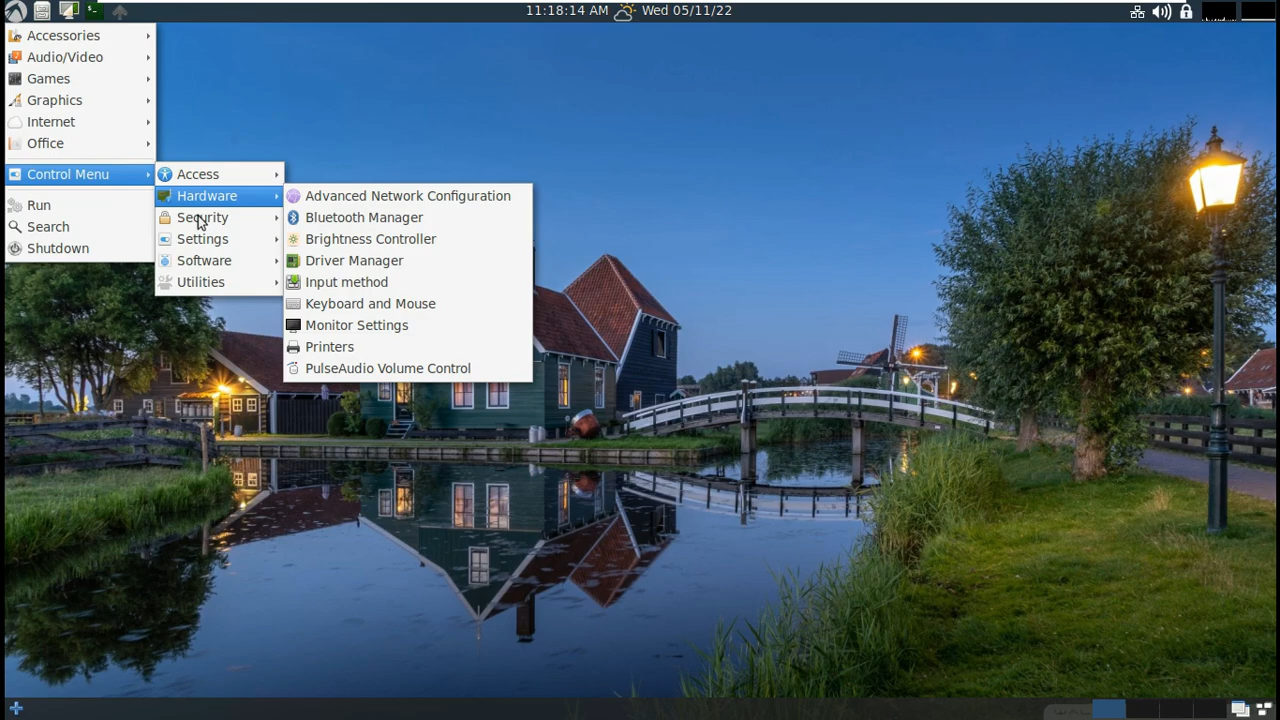 11:18:14 AM Wed 05/11/22
Accessories
Audio/Video
Games
Graphics
Internet
Office
Control Menu
Run
Search
Shutdown
Access
Hardware
Security
Settings
Software
Utilities
Advanced Network Configuration
Bluetooth Manager
Brightness Controller
Driver Manager
Input method
Keyboard and Mouse
Monitor Settings
Printers
PulseAudio Volume Control